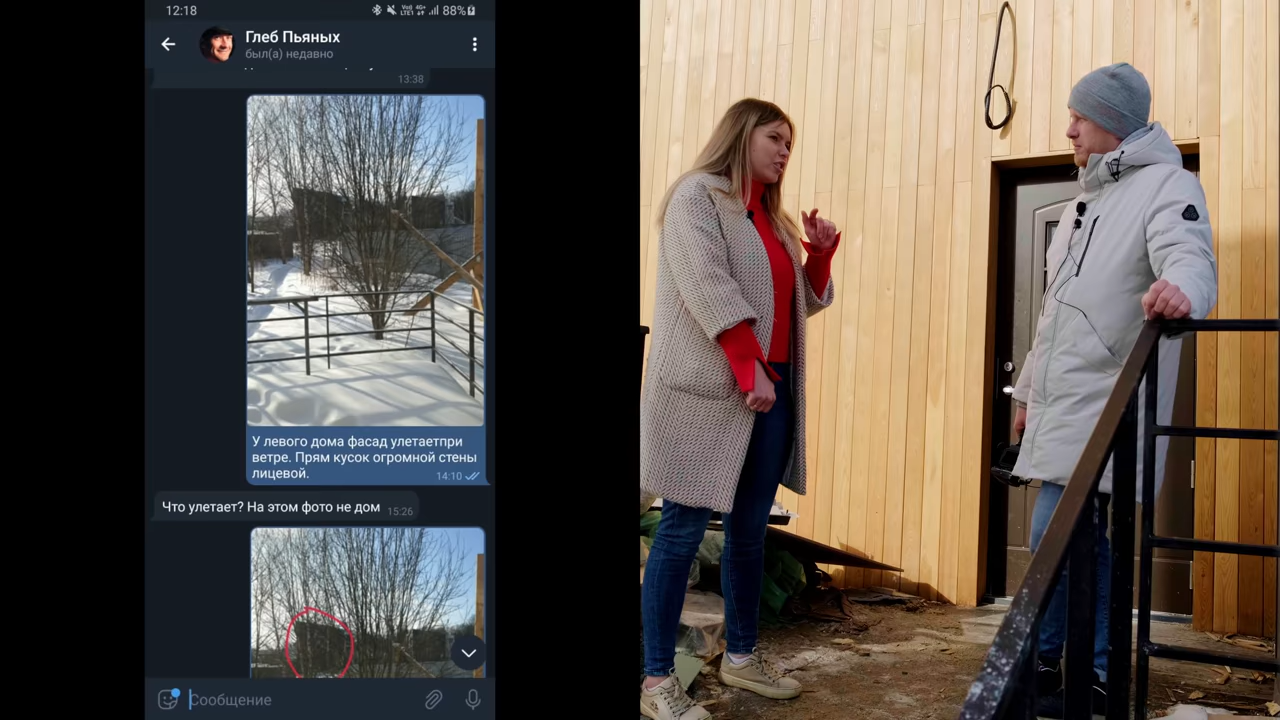 12:18
88%
Глеб Пьяных
был(а) недавно
13:38
У левого дома фасад улетаетпри
ветре. Прям кусок огромной стены
лицевой.
14:10
Что улетает? На этом фото не дом
15:26
Сообщение